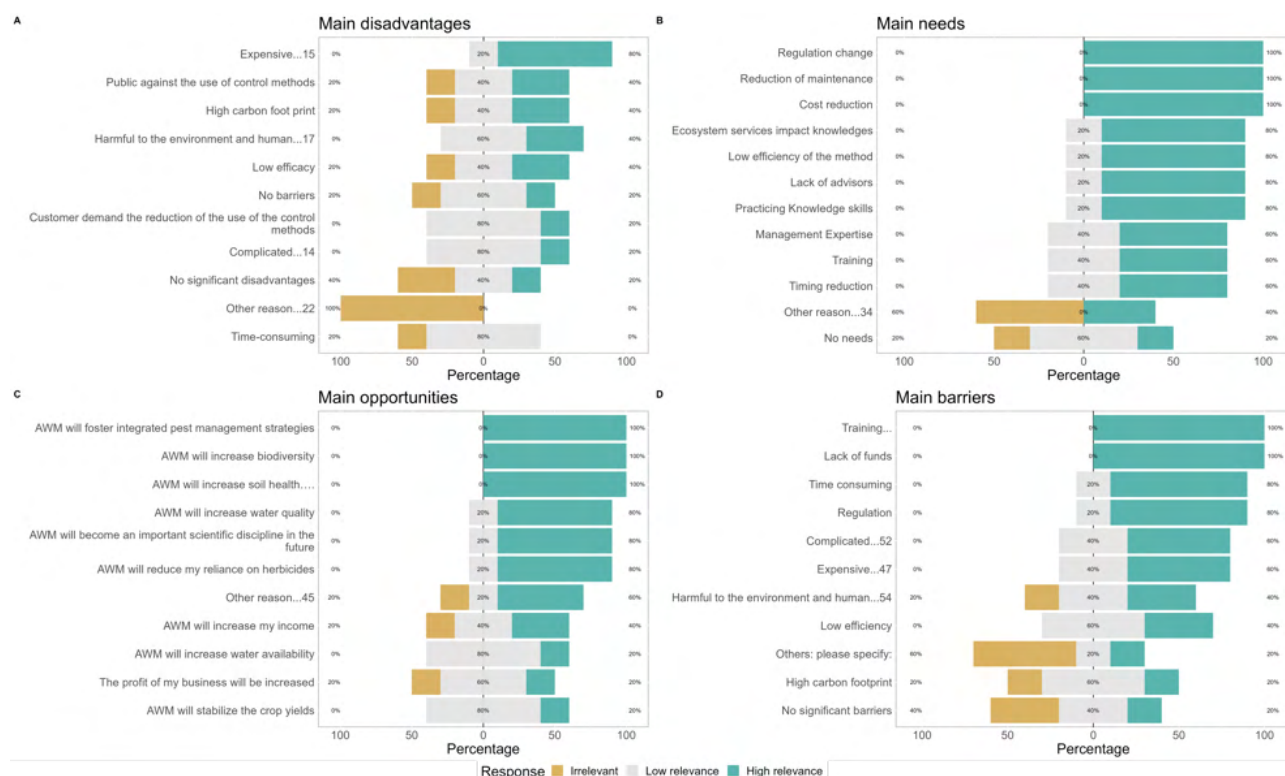 A
Main disadvantages
Expensive...15 0% 20% 80%
Public against the use of control methods 20% 40% 40%
High carbon foot print 20% 40% 40%
Harmful to the environment and human...17 0% 60% 40%
Low efficacy 20% 40% 40%
No barriers 20% 60% 20%
Customer demand the reduction of the use of the control
methods 0% 80% 20%
Complicated...14 0% 80% 20%
No significant disadvantages 40% 40% 20%
Other reason...22 100% 0% 0%
Time-consuming 20% 80% 0%
100 50 0 50 100
Percentage
B
Main needs
Regulation change 0% 0% 100%
Reduction of maintenance 0% 0% 100%
Cost reduction 0% 0% 100%
Ecosystem services impact knowledges 0% 20% 80%
Low efficiency of the method 0% 20% 80%
Lack of advisors 0% 20% 80%
Practicing Knowledge skills 0% 20% 80%
Management Expertise 0% 40% 60%
Training 0% 40% 60%
Timing reduction 0% 40% 60%
Other reason...34 60% 0% 40%
No needs 20% 60% 20%
100 50 0 50 100
Percentage
C
Main opportunities
AWM will foster integrated pest management strategies 0% 0% 100%
AWM will increase biodiversity 0% 0% 100%
AWM will increase soil health.... 0% 0% 100%
AWM will increase water quality 0% 20% 80%
AWM will become an important scientific discipline in the
future 0% 20% 80%
AWM will reduce my reliance on herbicides 0% 20% 80%
Other reason...45 20% 20% 60%
AWM will increase my income 20% 40% 40%
AWM will increase water availability 0% 80% 20%
The profit of my business will be increased 20% 60% 20%
AWM will stabilize the crop yields 0% 80% 20%
100 50 0 50 100
Percentage
D
Main barriers
Training... 0% 0% 100%
Lack of funds 0% 0% 100%
Time consuming 0% 20% 80%
Regulation 0% 20% 80%
Complicated...52 0% 40% 60%
Expensive...47 0% 40% 60%
Harmful to the environment and human...54 20% 40% 40%
Low efficiency 0% 60% 40%
Others: please specify: 60% 20% 20%
High carbon footprint 20% 60% 20%
No significant barriers 40% 40% 20%
100 50 0 50 100
Percentage
Response Irrelevant Low relevance High relevance